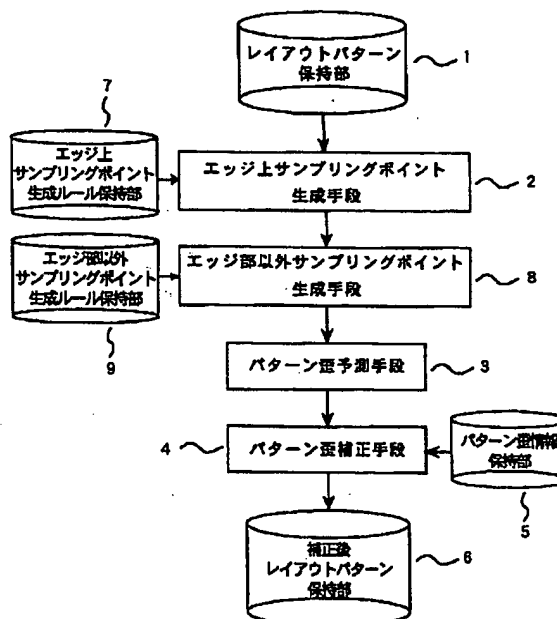 レイアウトパターン
保持部
1
7
エッジ上
サンプリングポイント
生成ルール保持部
エッジ上サンプリングポイント
生成手段
2
エッジ部以外
サンプリングポイント
生成ルール保持部
9
エッジ部以外サンプリングポイント
生成手段
8
パターン歪予測手段
3
4
パターン歪補正手段
パターン歪情報
保持部
5
補正後
レイアウトパターン
保持部
6